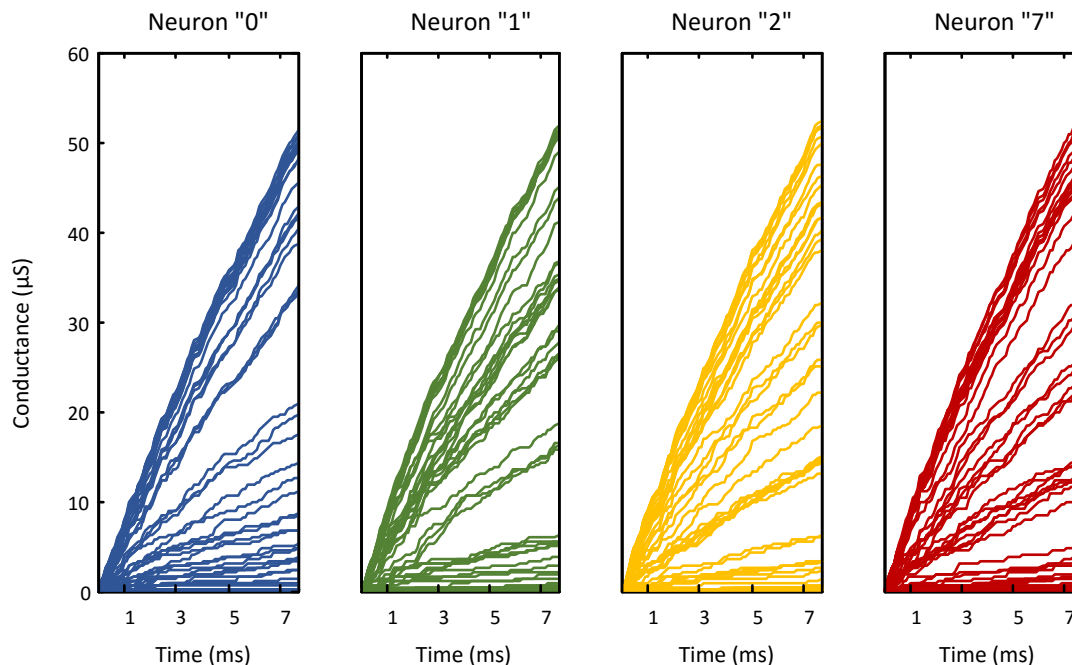 Neuron "0" Neuron "1" Neuron "2" Neuron "7"
60
50
40
30
20
10
0
Conductance (µS)
1 3 5 7 1 3 5 7 1 3 5 7 1 3 5 7
Time (ms) Time (ms) Time (ms) Time (ms)